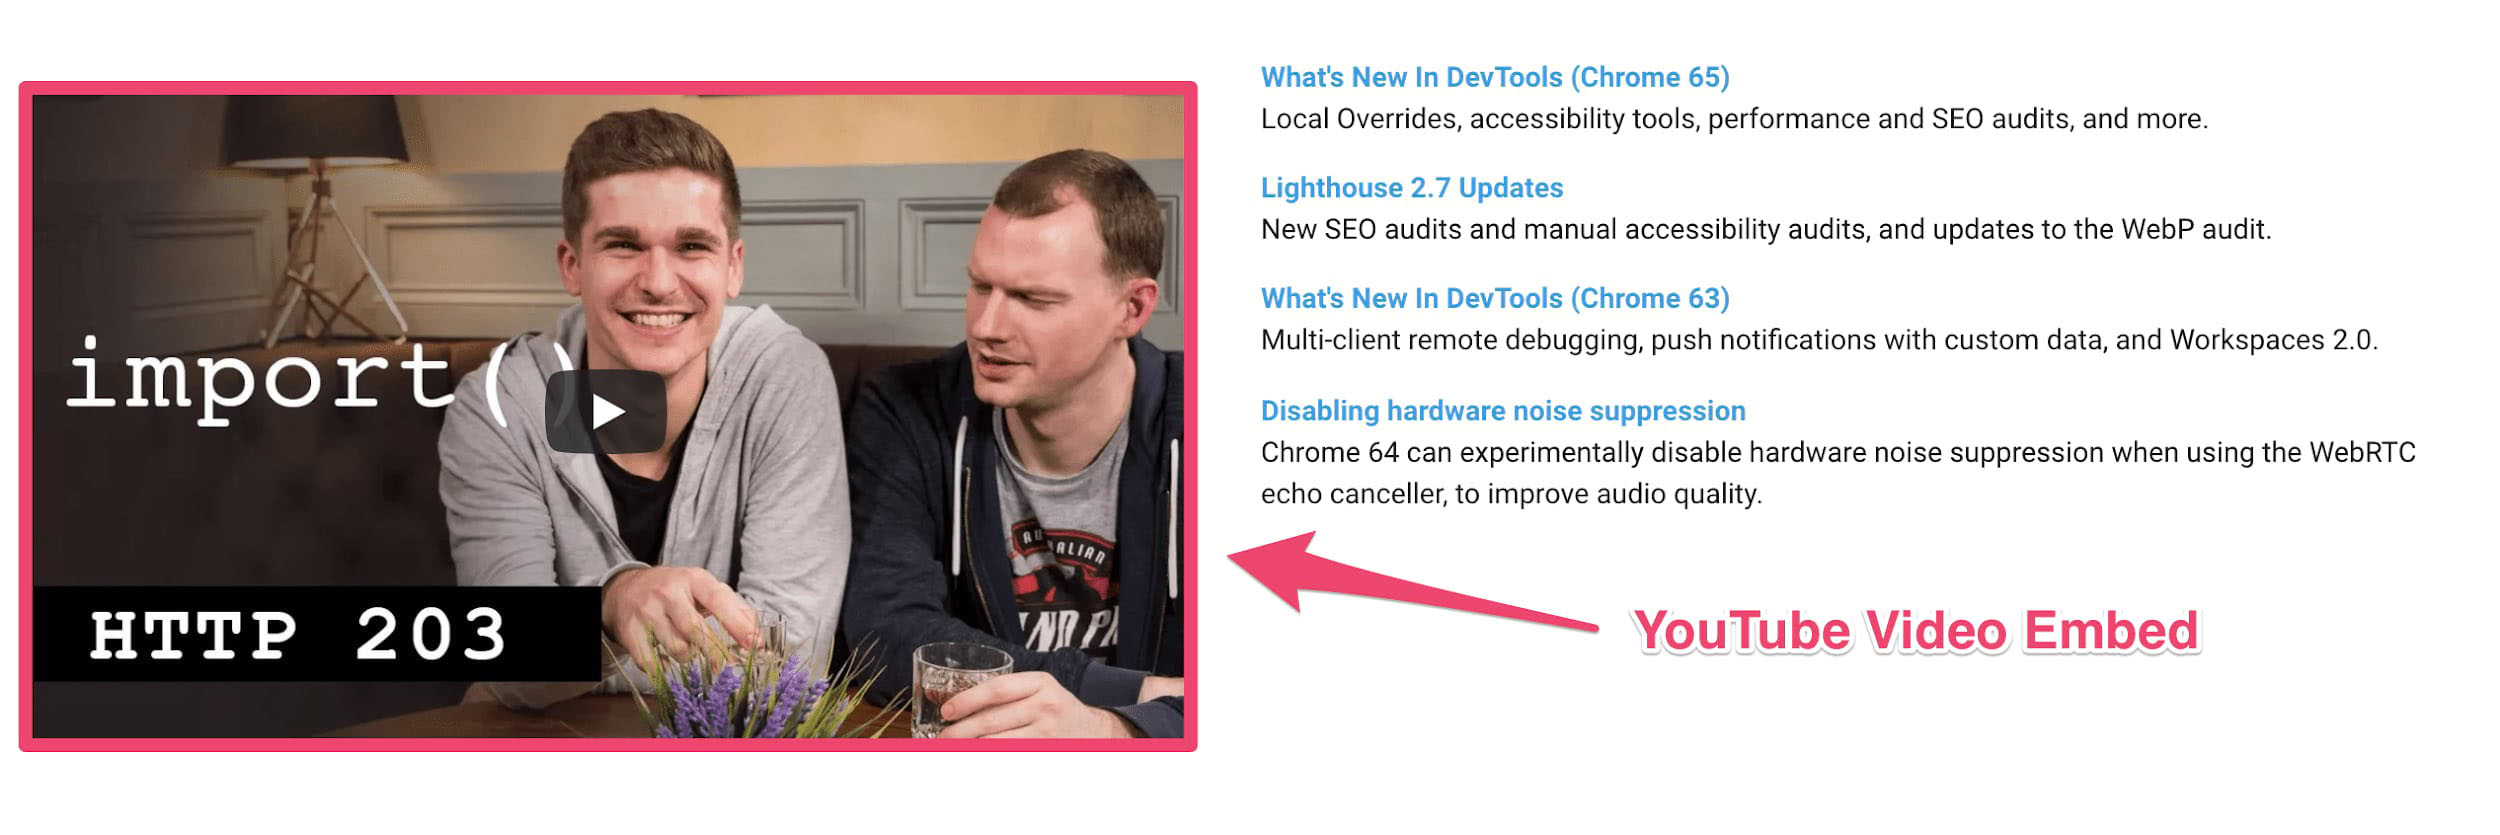 import()
HTTP 203
AUSTRALIAN
What's New In DevTools (Chrome 65)
Local Overrides, accessibility tools, performance and SEO audits, and more.
Lighthouse 2.7 Updates
New SEO audits and manual accessibility audits, and updates to the WebP audit.
What's New In DevTools (Chrome 63)
Multi-client remote debugging, push notifications with custom data, and Workspaces 2.0.
Disabling hardware noise suppression
Chrome 64 can experimentally disable hardware noise suppression when using the WebRTC
echo canceller, to improve audio quality.
YouTube Video Embed